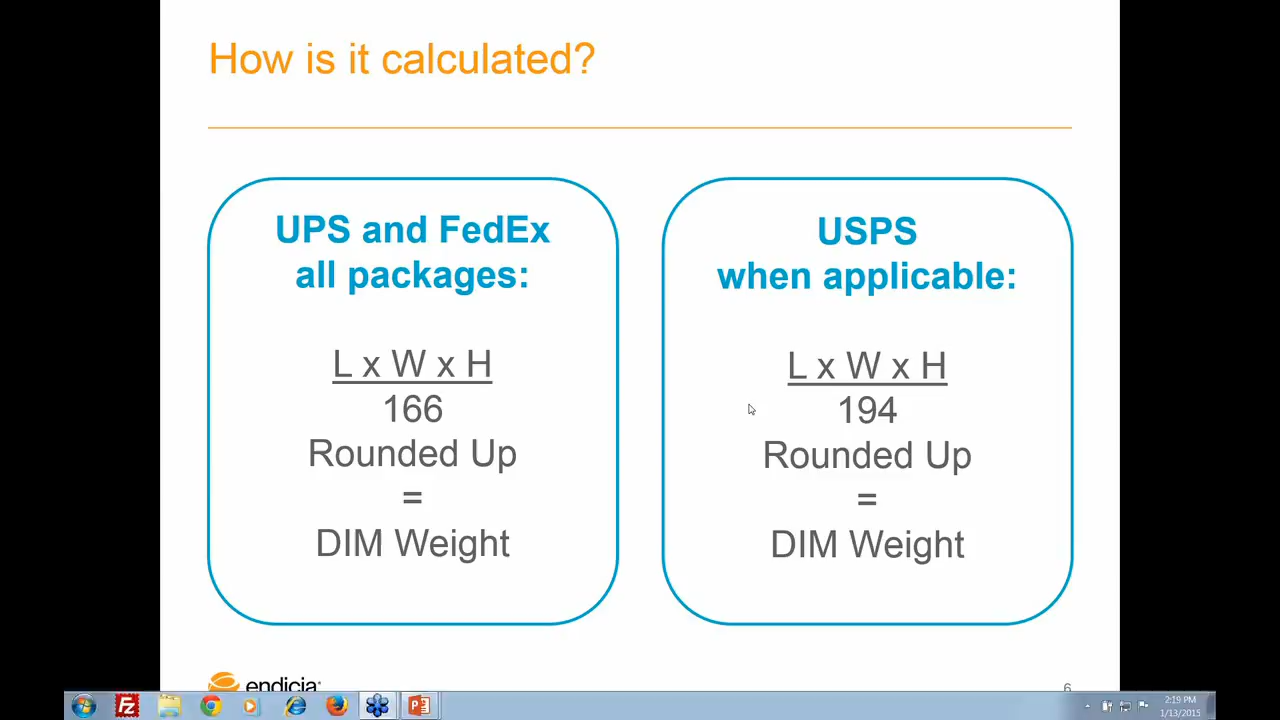 How is it calculated?
UPS and FedEx
all packages:
L x W x H
166
Rounded Up
=
DIM Weight
USPS
when applicable:
L x W x H
194
Rounded Up
=
DIM Weight
endicia
6
2:19 PM
1/13/2015